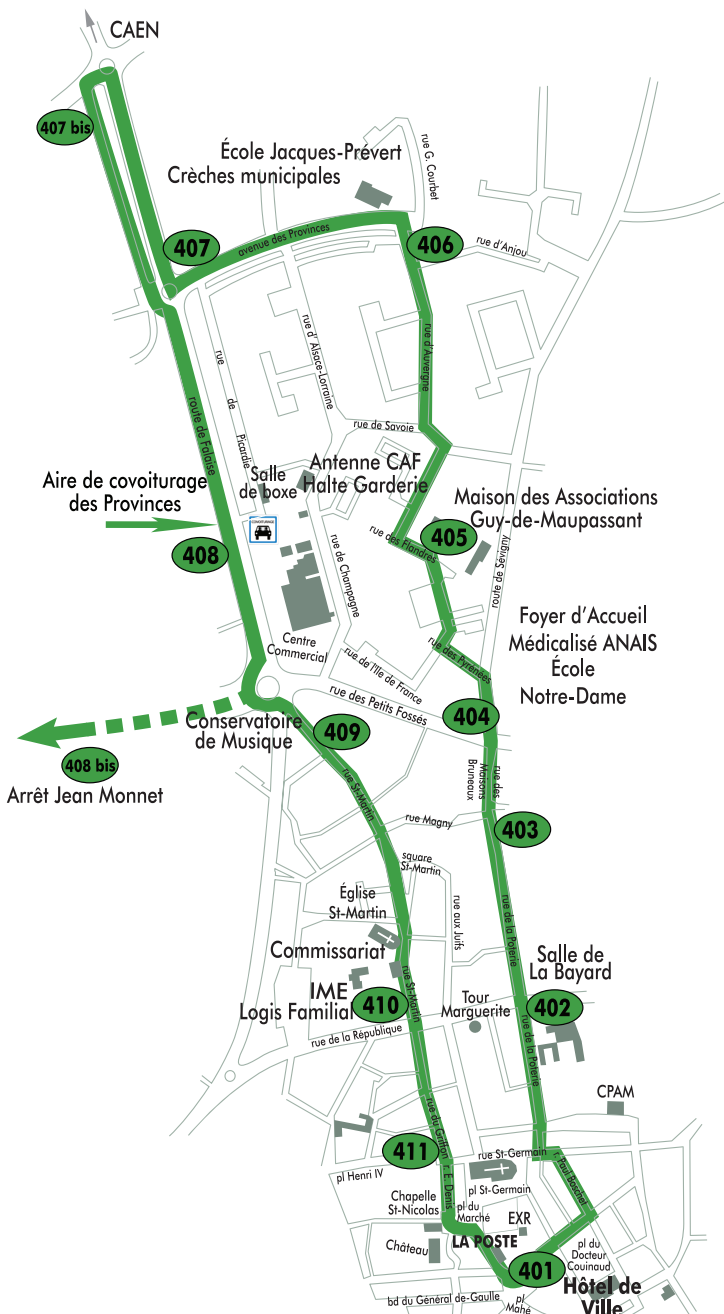 CAEN
407 bis
École Jacques-Prévert
Crèches municipales
rue G. Courbet
407
avenue des Provinces
406
rue d'Anjou
rue d'Alsace-Lorraine
rue d'Auvergne
rue de Picardie
route de Falaise
rue de Savoie
Aire de covoiturage
des Provinces
Salle
de boxe
Antenne CAF
Halte Garderie
Maison des Associations
Guy-de-Maupassant
COVOITURAGE
408
405
rue des Flandres
rue de Champagne
route de Sévigny
Centre
Commercial
Foyer d'Accueil
Médicalisé ANAIS
École
Notre-Dame
rue de l'Ile de France
rue des Pyrénées
rue des Petits Fossés
404
Conservatoire
de Musique
409
408 bis
Arrêt Jean Monnet
rue St-Martin
rue des
Maisons
Bruneaux
rue Magny
403
square
St-Martin
Église
St-Martin
rue aux Juifs
rue de la Poterie
Commissariat
rue St-Martin
Salle de
La Bayard
IME
Logis Familial
410
Tour
Marguerite
402
rue de la République
rue de la Poterie
CPAM
rue du Griffon
411
rue St-Germain
r. Paul Boschet
pl Henri IV
r. E. Denis
pl St-Germain
Chapelle
St-Nicolas
pl du
Marché
EXR
Château
LA POSTE
401
pl du
Docteur
Couinaud
Hôtel de
Ville
bd du Général de-Gaulle
pl
Mahé